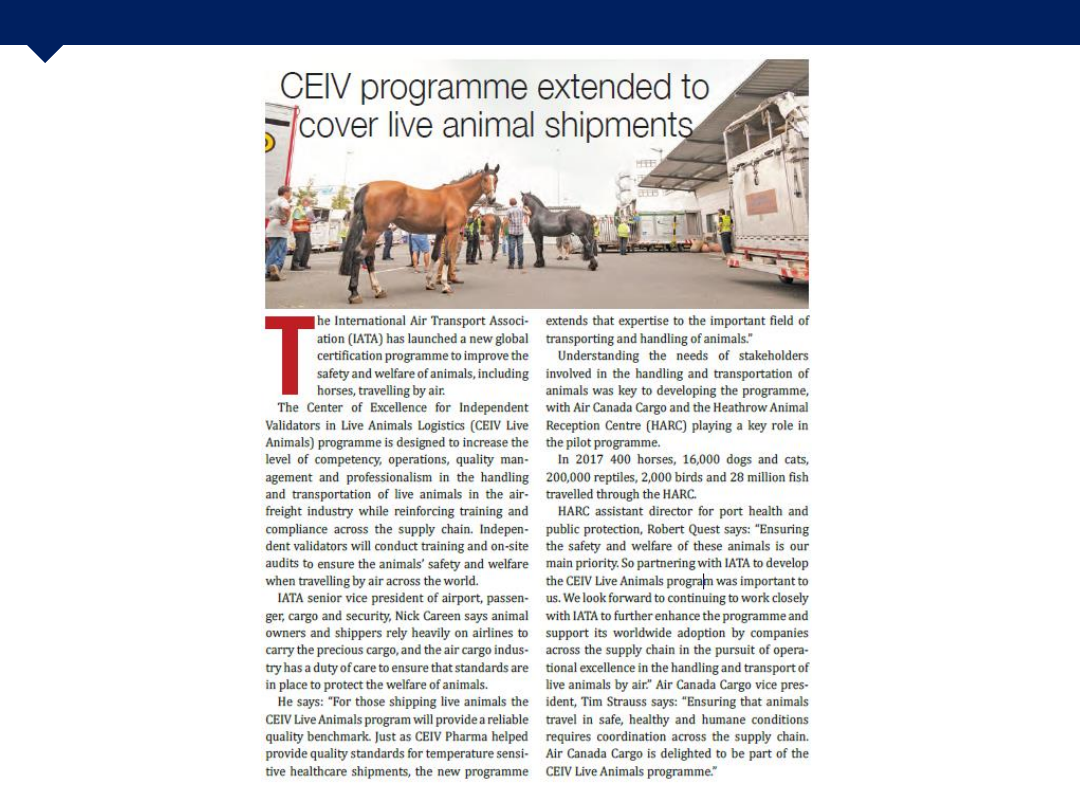 CEIV programme extended to
cover live animal shipments
The International Air Transport Associ-
ation (IATA) has launched a new global
certification programme to improve the
safety and welfare of animals, including
horses, travelling by air.
The Center of Excellence for Independent
Validators in Live Animals Logistics (CEIV Live
Animals) programme is designed to increase the
level of competency, operations, quality man-
agement and professionalism in the handling
and transportation of live animals in the air-
freight industry while reinforcing training and
compliance across the supply chain. Indepen-
dent validators will conduct training and on-site
audits to ensure the animals' safety and welfare
when travelling by air across the world.
IATA senior vice president of airport, passen-
ger, cargo and security, Nick Careen says animal
owners and shippers rely heavily on airlines to
carry the precious cargo, and the air cargo indus-
try has a duty of care to ensure that standards are
in place to protect the welfare of animals.
He says: "For those shipping live animals the
CEIV Live Animals program will provide a reliable
quality benchmark. Just as CEIV Pharma helped
provide quality standards for temperature sensi-
tive healthcare shipments, the new programme
extends that expertise to the important field of
transporting and handling of animals."
Understanding the needs of stakeholders
involved in the handling and transportation of
animals was key to developing the programme,
with Air Canada Cargo and the Heathrow Animal
Reception Centre (HARC) playing a key role in
the pilot programme.
In 2017 400 horses, 16,000 dogs and cats,
200,000 reptiles, 2,000 birds and 28 million fish
travelled through the HARC.
HARC assistant director for port health and
public protection, Robert Quest says: "Ensuring
the safety and welfare of these animals is our
main priority. So partnering with IATA to develop
the CEIV Live Animals program was important to
us. We look forward to continuing to work closely
with IATA to further enhance the programme and
support its worldwide adoption by companies
across the supply chain in the pursuit of opera-
tional excellence in the handling and transport of
live animals by air." Air Canada Cargo vice pres-
ident, Tim Strauss says: "Ensuring that animals
travel in safe, healthy and humane conditions
requires coordination across the supply chain.
Air Canada Cargo is delighted to be part of the
CEIV Live Animals programme."